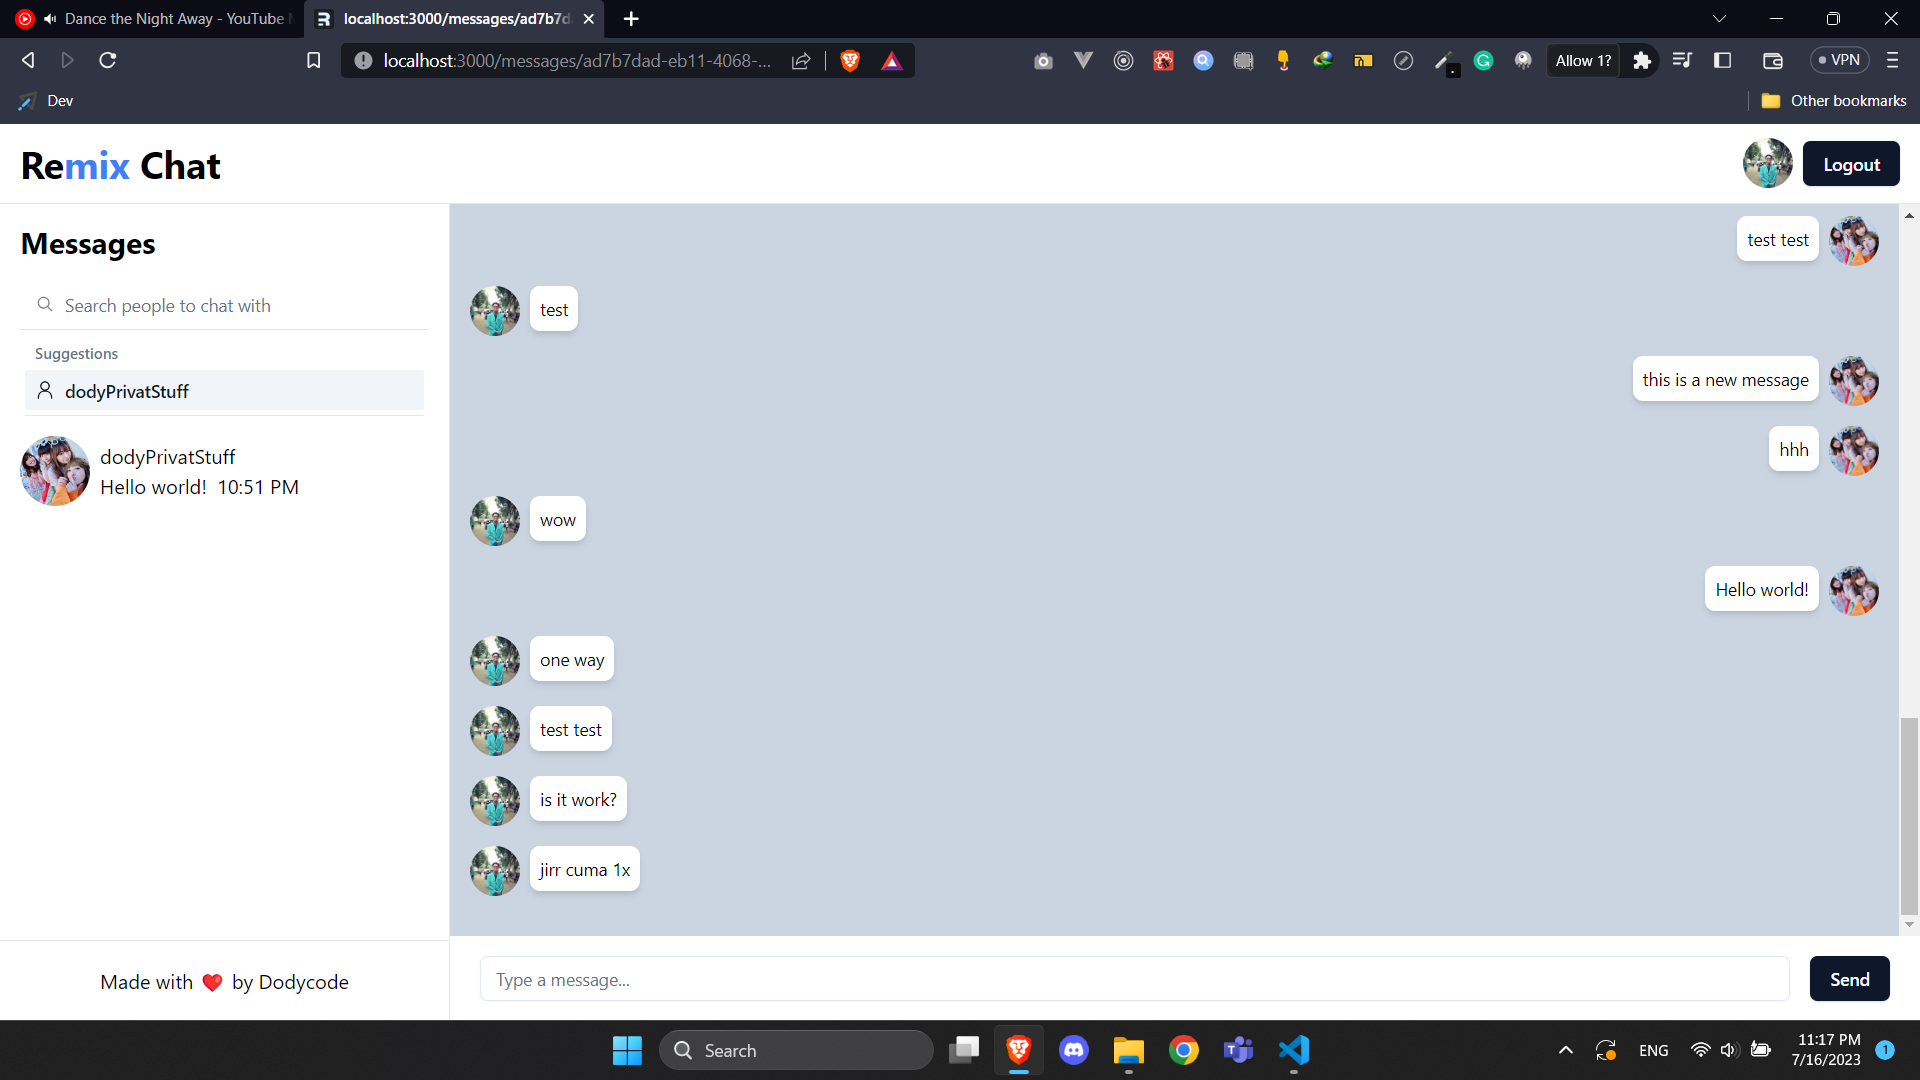 Dance the Night Away - YouTube
localhost:3000/messages/ad7b7d
localhost:3000/messages/ad7b7dad-eb11-4068-...
Allow 1?
VPN
Dev
Other bookmarks
Remix Chat
Logout
Messages
Search people to chat with
Suggestions
dodyPrivatStuff
dodyPrivatStuff
Hello world! 10:51 PM
test test
test
this is a new message
hhh
wow
Hello world!
one way
test test
is it work?
jirr cuma 1x
Made with ❤️ by Dodycode
Type a message...
Send
Search
ENG
11:17 PM
7/16/2023
1